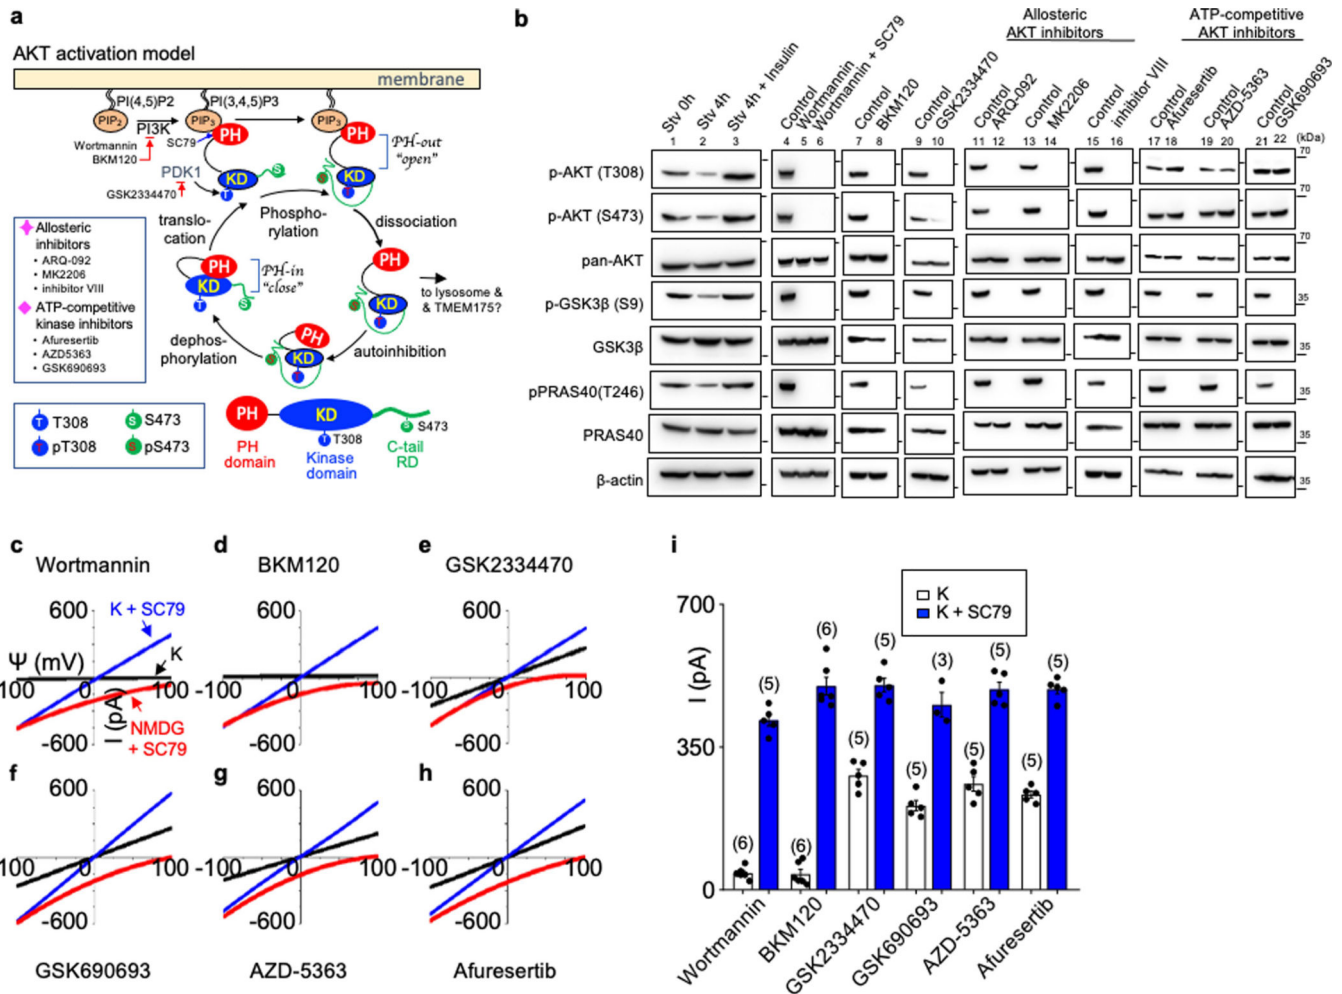 a
AKT activation model
membrane
PI(4,5)P2
PI(3,4,5)P3
PIP2
PI3K
PIP3
PIP3
PH
PH
Wortmannin
BKM120
SC79
PH-out
"open"
PDK1
KD
S
S
KD
GSK2334470
T
T
translo-
cation
Phospho-
rylation
dissociation
Allosteric
inhibitors
• ARQ-092
• MK2206
• inhibitor VIII
ATP-competitive
kinase inhibitors
• Afuresertib
• AZD5363
• GSK690693
PH
KD
PH-in
"close"
T
S
PH
S
KD
T
to lysosome &
& TMEM175?
dephos-
phorylation
PH
S
KD
T
autoinhibition
T T308
S S473
T pT308
S pS473
PH
KD
T T308
S S473
PH
domain
Kinase
domain
C-tail
RD
b
Allosteric
AKT inhibitors
ATP-competitive
AKT inhibitors
Stv 0h
Stv 4h
Stv 4h + Insulin
Control
Wortmannin
Wortmannin + SC79
Control
BKM120
Control
GSK2334470
Control
ARQ-092
Control
MK2206
Control
inhibitor VIII
Control
Afuresertib
Control
AZD-5363
Control
GSK690693
1 2 3 4 5 6 7 8 9 10 11 12 13 14 15 16 17 18 19 20 21 22 (kDa)
70
p-AKT (T308)
70
p-AKT (S473)
70
pan-AKT
p-GSK3β (S9)
35
GSK3β
35
pPRAS40(T246)
35
PRAS40
β-actin
35
c
Wortmannin
600
K + SC79
Ψ (mV)
K
100
0
100
I (pA)
NMDG
+ SC79
-600
d
BKM120
600
-100
0
100
-600
e
GSK2334470
600
-100
0
100
-600
f
600
100
0
100
-600
GSK690693
g
600
-100
0
100
-600
AZD-5363
h
600
-100
0
100
-600
Afuresertib
i
K
K + SC79
700
I (pA)
350
0
(6)
(5)
(6)
(6)
(5)
(5)
(5)
(3)
(5)
(5)
(5)
(5)
Wortmannin
BKM120
GSK2334470
GSK690693
AZD-5363
Afuresertib